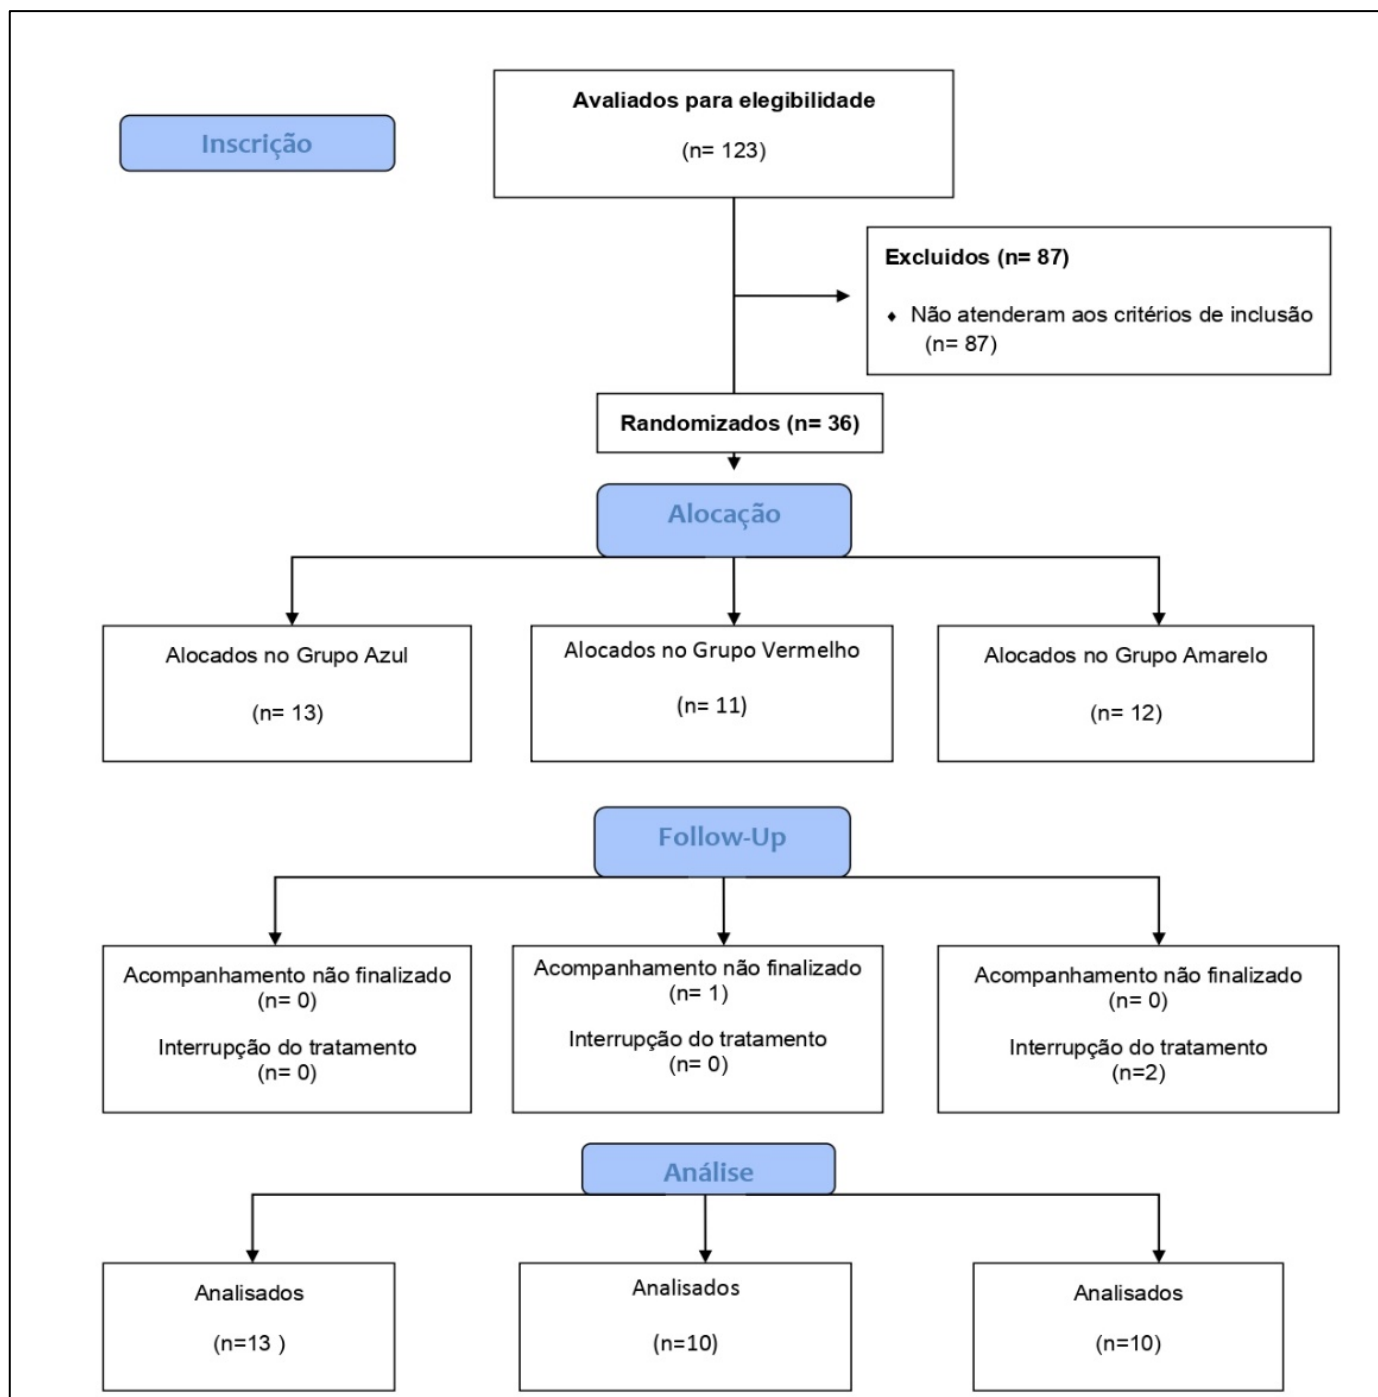 Inscrição
Avaliados para elegibilidade
(n= 123)
Excluidos (n= 87)
♦ Não atenderam aos critérios de inclusão
(n= 87)
Randomizados (n= 36)
Alocação
Alocados no Grupo Azul
(n= 13)
Alocados no Grupo Vermelho
(n= 11)
Alocados no Grupo Amarelo
(n= 12)
Follow-Up
Acompanhamento não finalizado
(n= 0)
Interrupção do tratamento
(n= 0)
Acompanhamento não finalizado
(n= 1)
Interrupção do tratamento
(n= 0)
Acompanhamento não finalizado
(n= 0)
Interrupção do tratamento
(n=2)
Análise
Analisados
(n=13 )
Analisados
(n=10)
Analisados
(n=10)